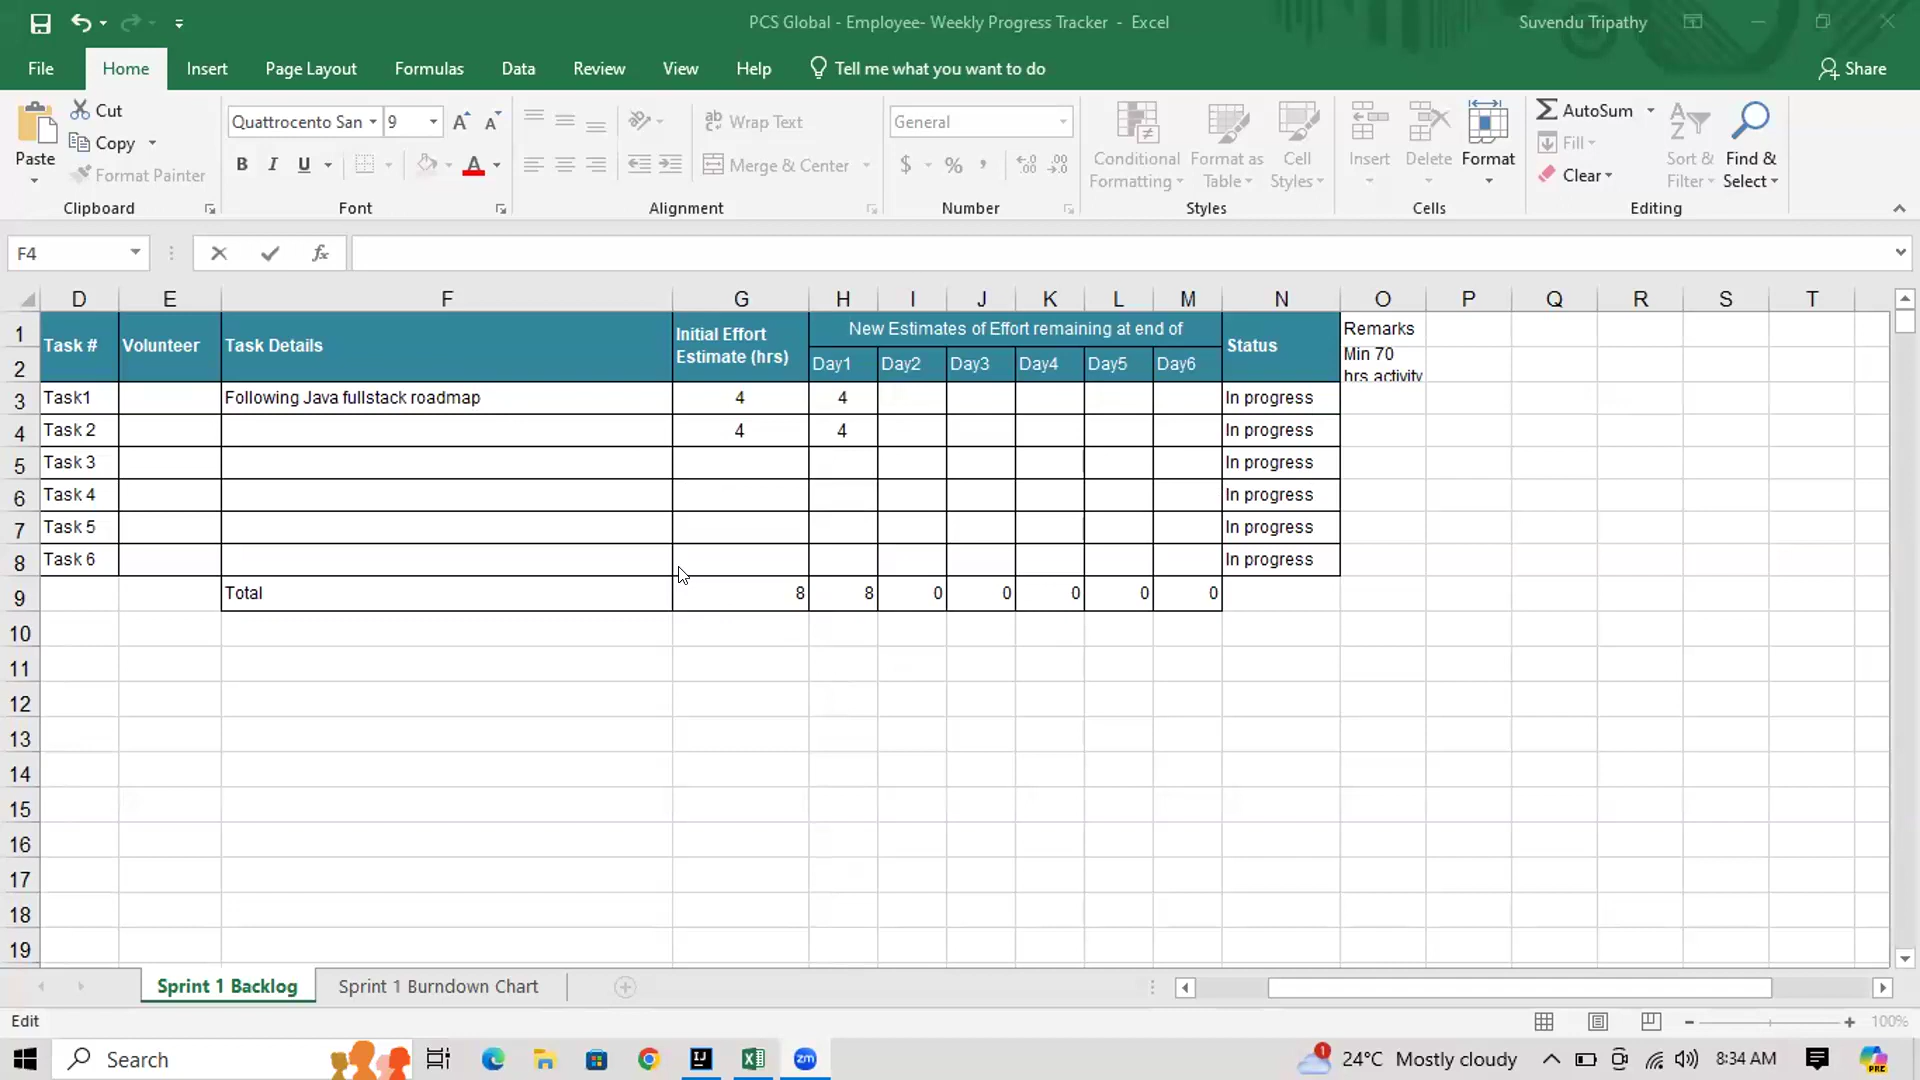 PCS Global - Employee- Weekly Progress Tracker - Excel
Suvendu Tripathy
File Home Insert Page Layout Formulas Data Review View Help Tell me what you want to do Share
Paste
Cut
Copy
Format Painter
Clipboard
Quattrocento San 9
B I U
Font
Wrap Text
Merge & Center
Alignment
General
$ % ,
Number
Conditional Formatting
Format as Table
Cell Styles
Styles
Insert
Delete
Format
Cells
AutoSum
Fill
Clear
Sort & Filter
Find & Select
Editing
F4 fx
D E F G H I J K L M N O P Q R S T
1 Task # Volunteer Task Details Initial Effort Estimate (hrs) New Estimates of Effort remaining at end of Status Remarks
2 Day1 Day2 Day3 Day4 Day5 Day6 Min 70 hrs activity
3 Task1 Following Java fullstack roadmap 4 4 In progress
4 Task 2 4 4 In progress
5 Task 3 In progress
6 Task 4 In progress
7 Task 5 In progress
8 Task 6 In progress
9 Total 8 8 0 0 0 0 0
10
11
12
13
14
15
16
17
18
19
Sprint 1 Backlog Sprint 1 Burndown Chart
Edit 100%
Search zm 1 24°C Mostly cloudy 8:34 AM PRE